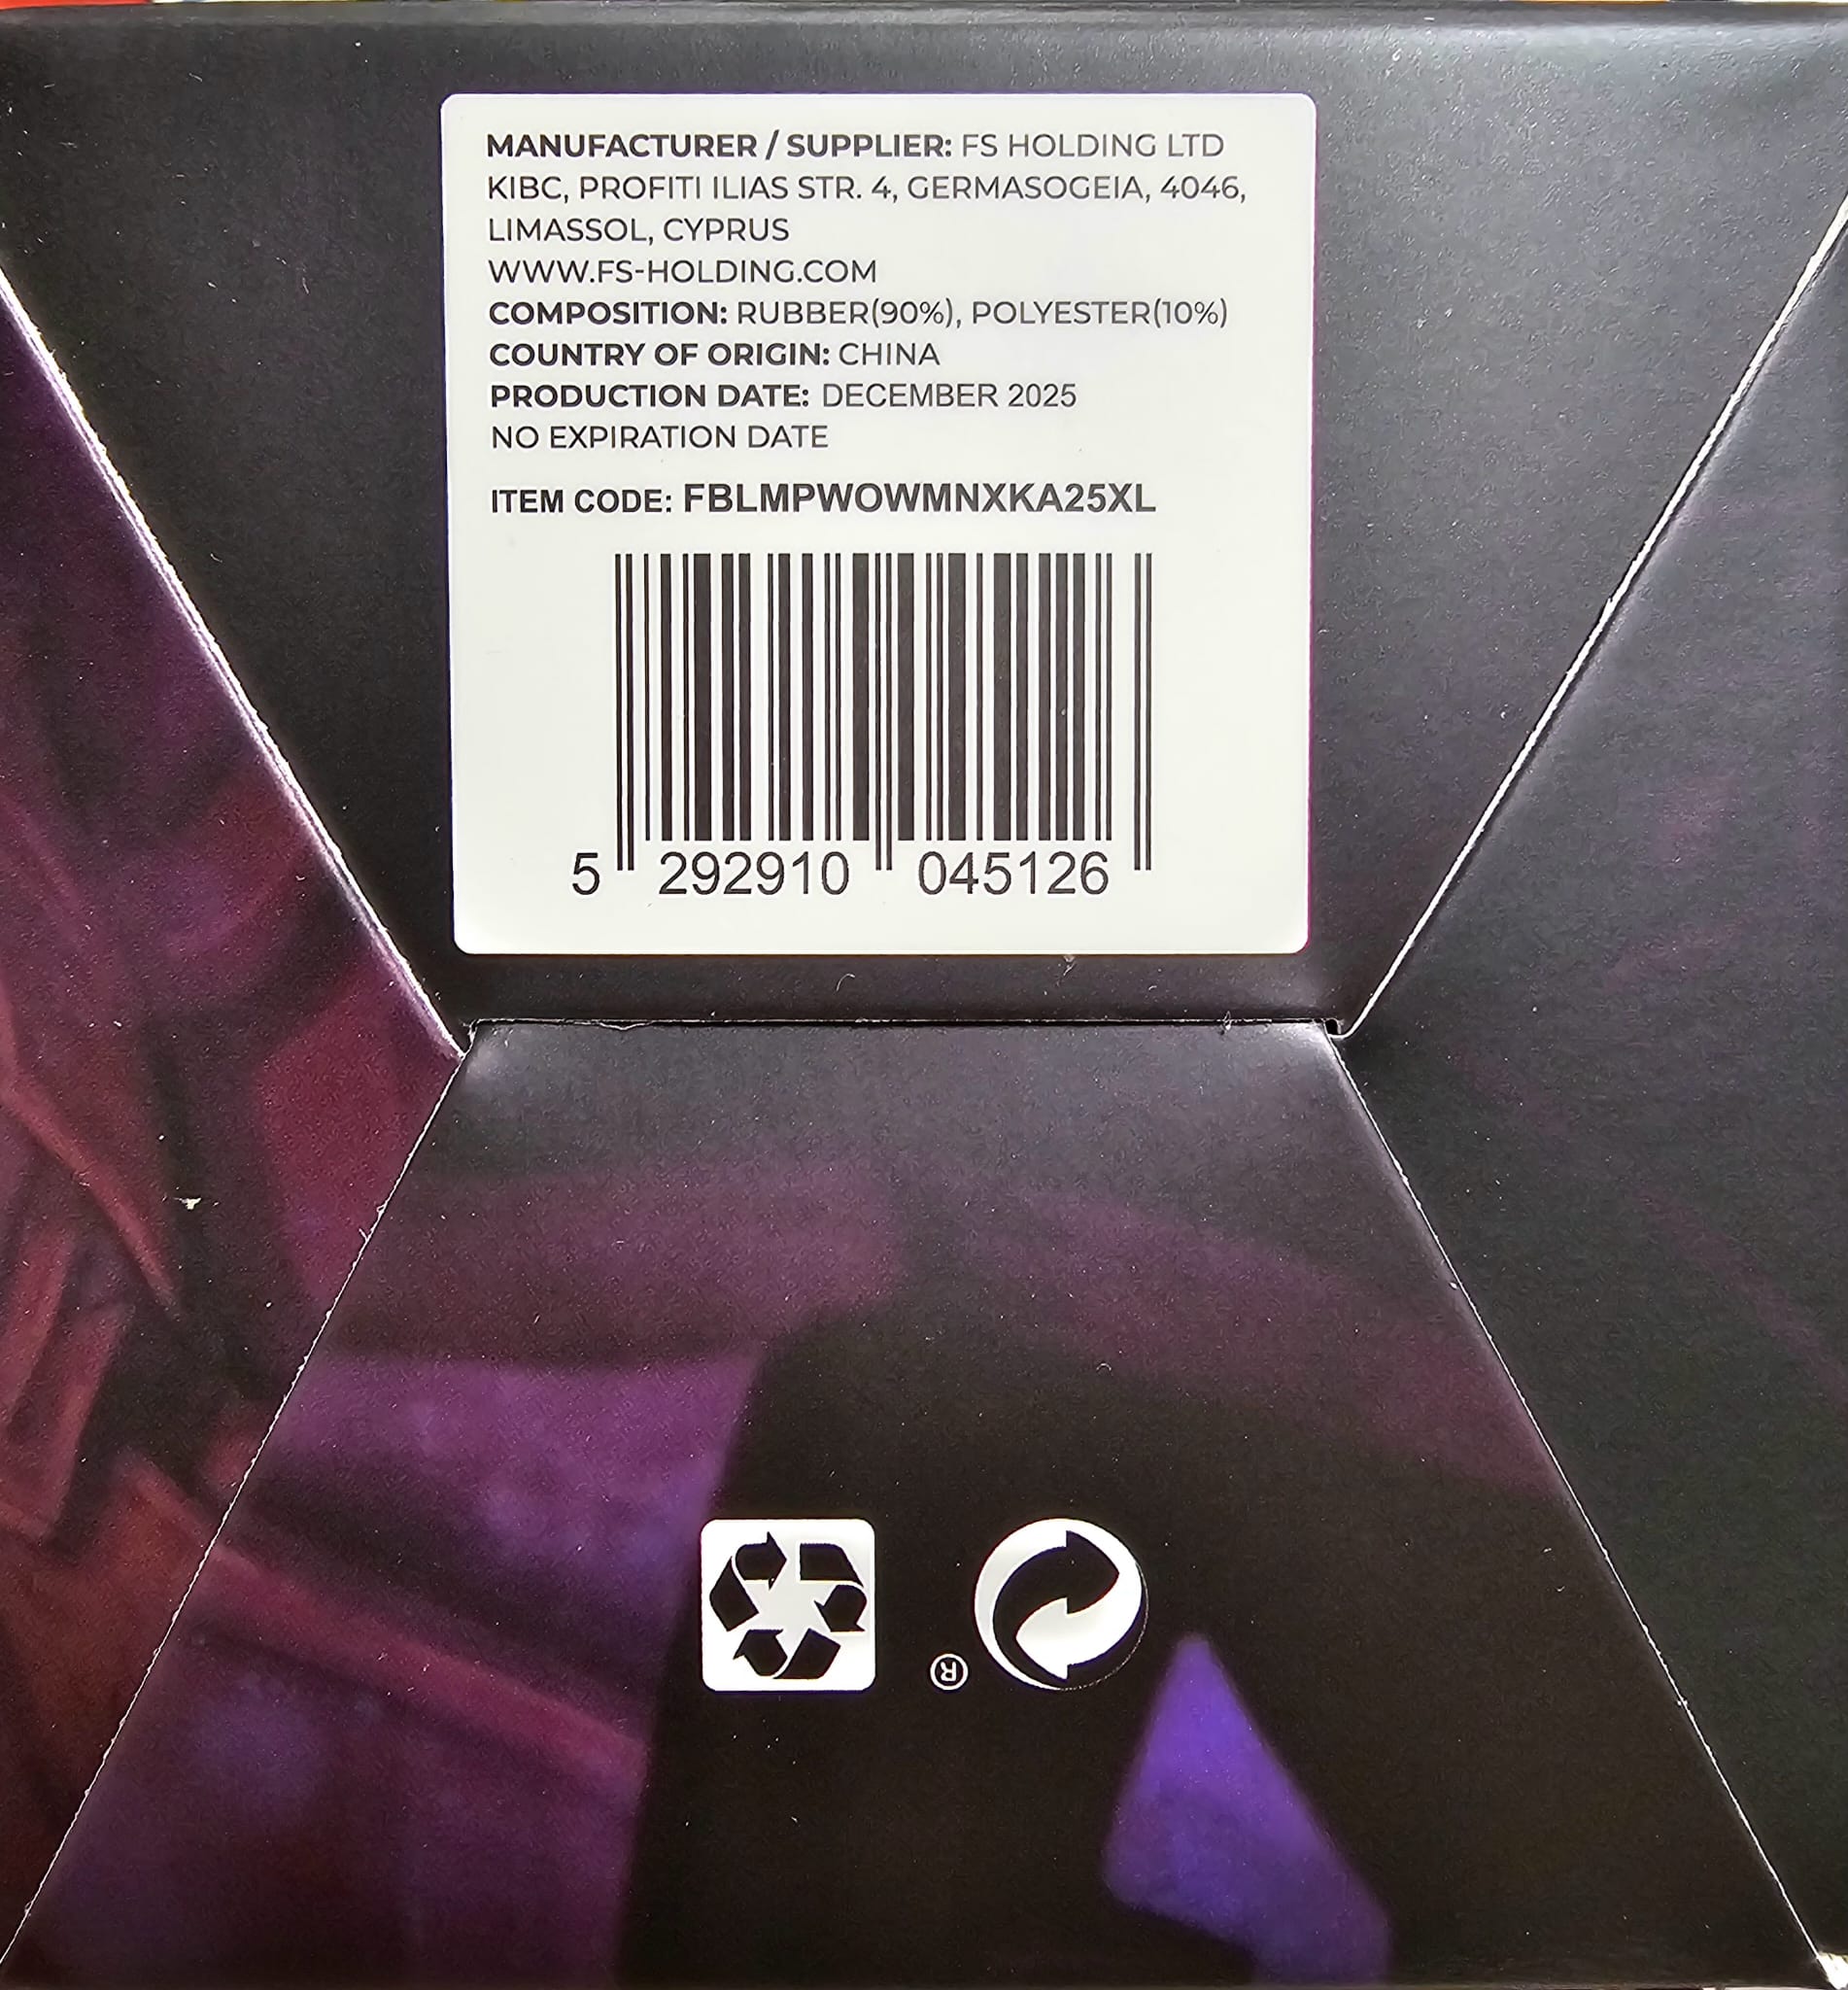 MANUFACTURER / SUPPLIER: FS HOLDING LTD
KIBC, PROFITI ILIAS STR. 4, GERMASOGEIA, 4046,
LIMASSOL, CYPRUS
WWW.FS-HOLDING.COM
COMPOSITION: RUBBER(90%), POLYESTER(10%)
COUNTRY OF ORIGIN: CHINA
PRODUCTION DATE: DECEMBER 2025
NO EXPIRATION DATE
ITEM CODE: FBLMPWOWMNXKA25XL
5 292910 045126
®